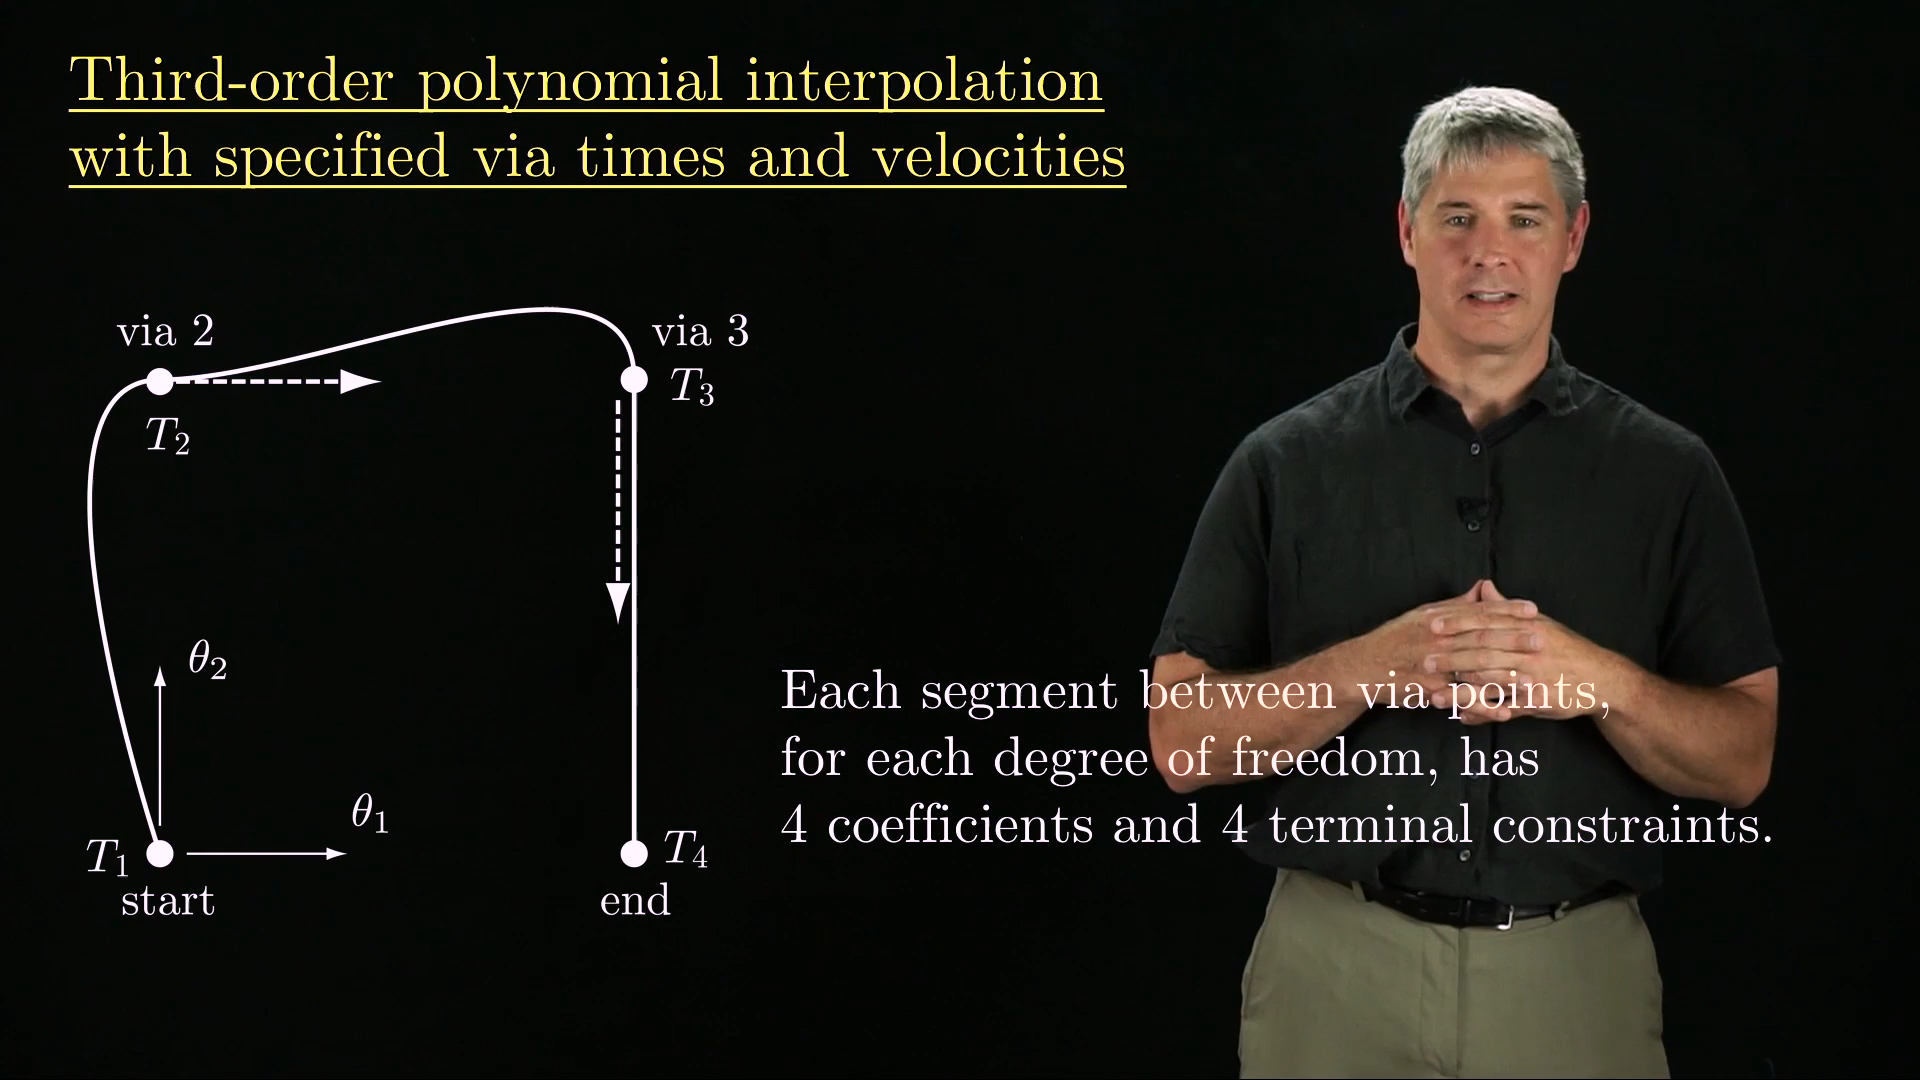 Third-order polynomial interpolation
with specified via times and velocities
via 2
via 3
T₃
T₂
θ₂
θ₁
T₁
T₄
start
end
Each segment between via points,
for each degree of freedom, has
4 coefficients and 4 terminal constraints.